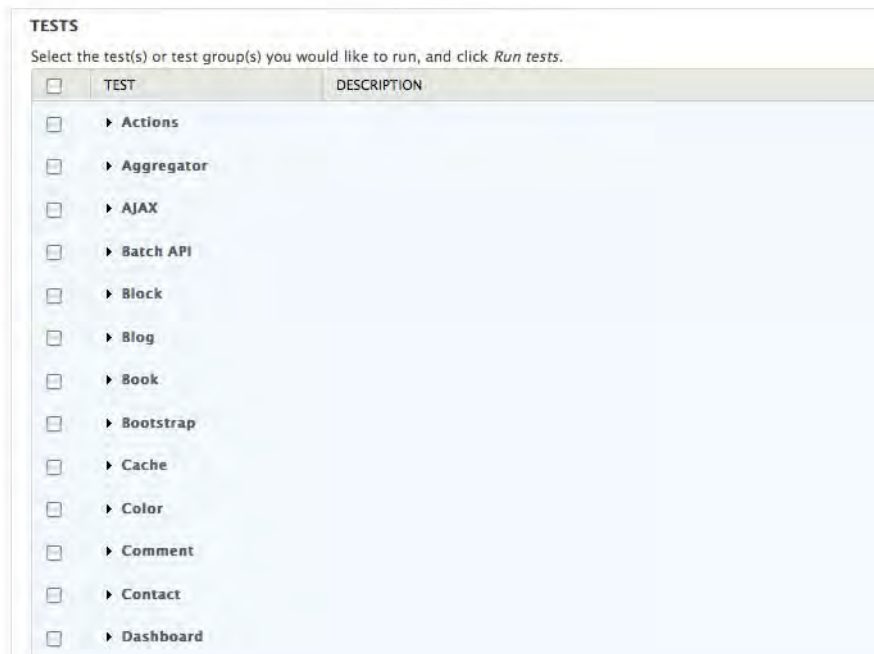 TESTS
Select the test(s) or test group(s) you would like to run, and click Run tests.
TEST DESCRIPTION
Actions
Aggregator
AJAX
Batch API
Block
Blog
Book
Bootstrap
Cache
Color
Comment
Contact
Dashboard